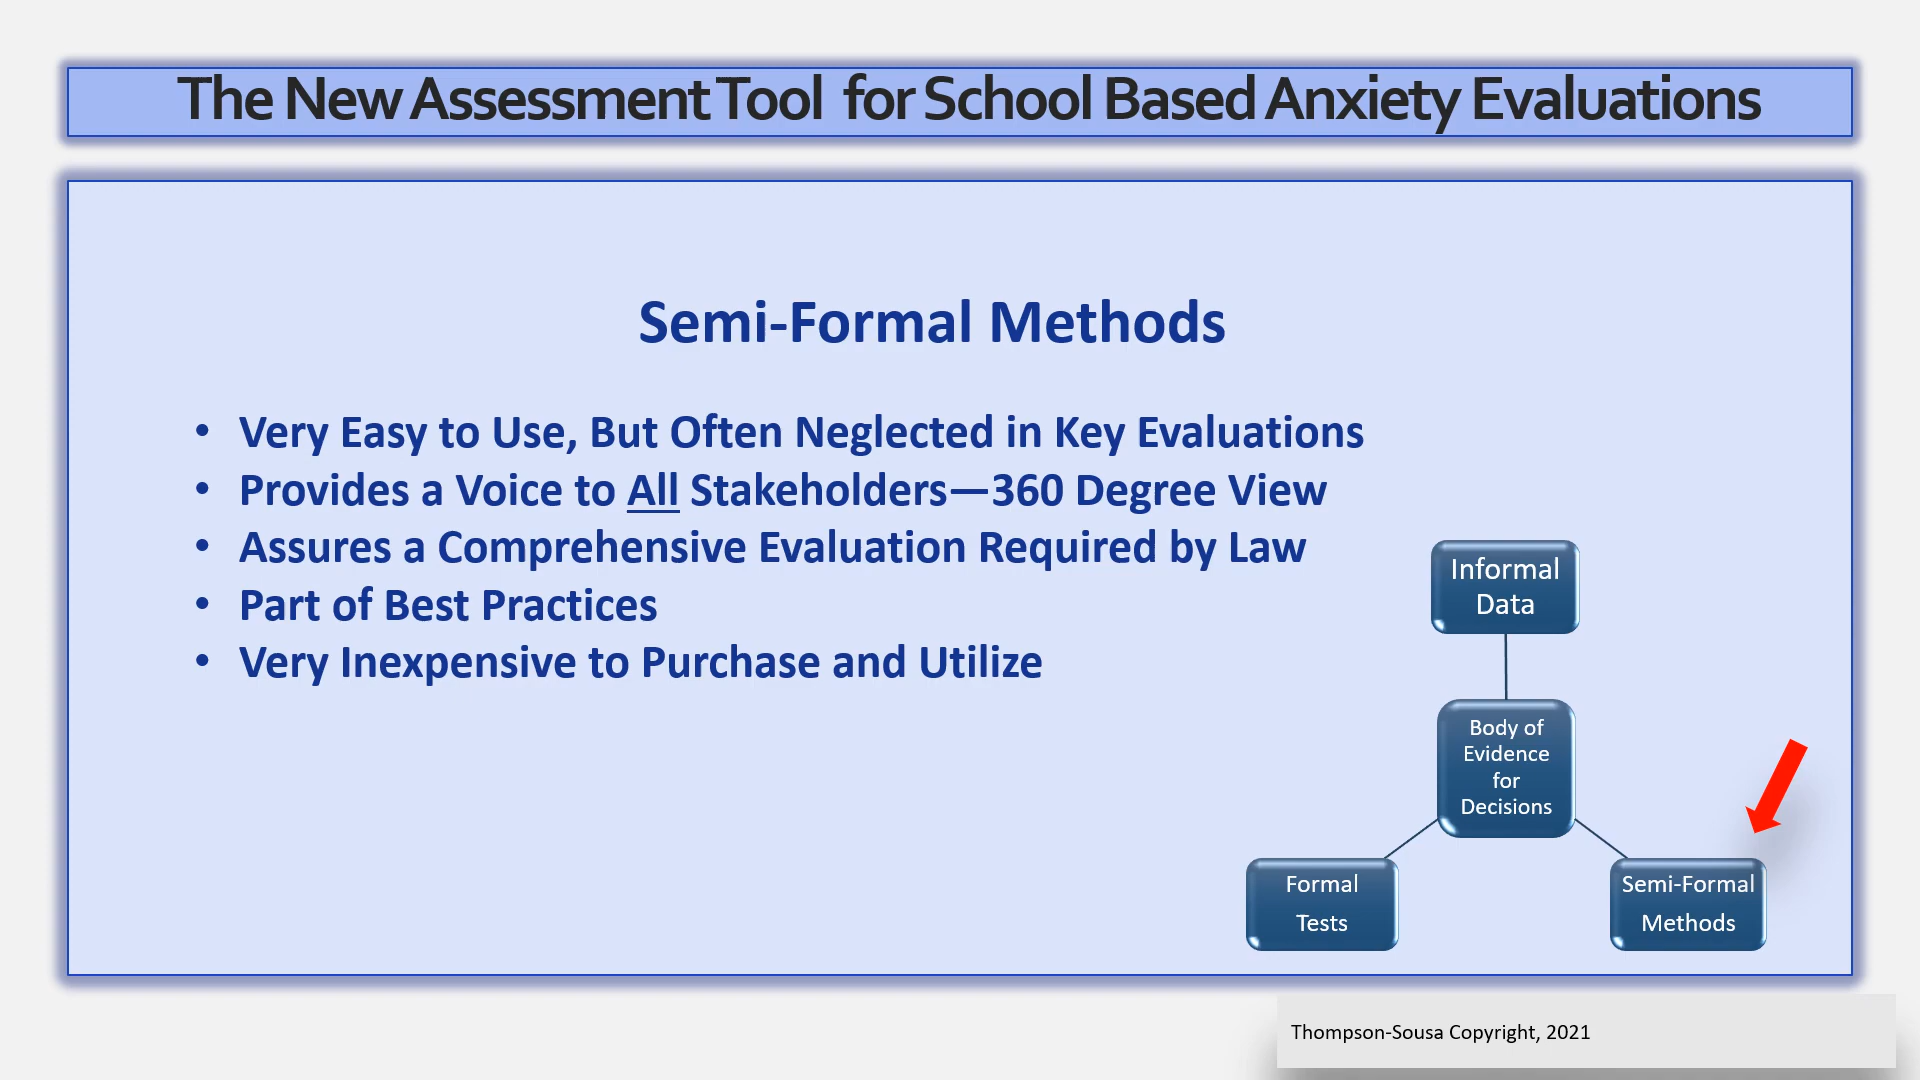 The New Assessment Tool for School Based Anxiety Evaluations
Semi-Formal Methods
• Very Easy to Use, But Often Neglected in Key Evaluations
• Provides a Voice to All Stakeholders—360 Degree View
• Assures a Comprehensive Evaluation Required by Law
• Part of Best Practices
• Very Inexpensive to Purchase and Utilize
Informal
Data
Body of
Evidence
for
Decisions
Formal
Tests
Semi-Formal
Methods
Thompson-Sousa Copyright, 2021